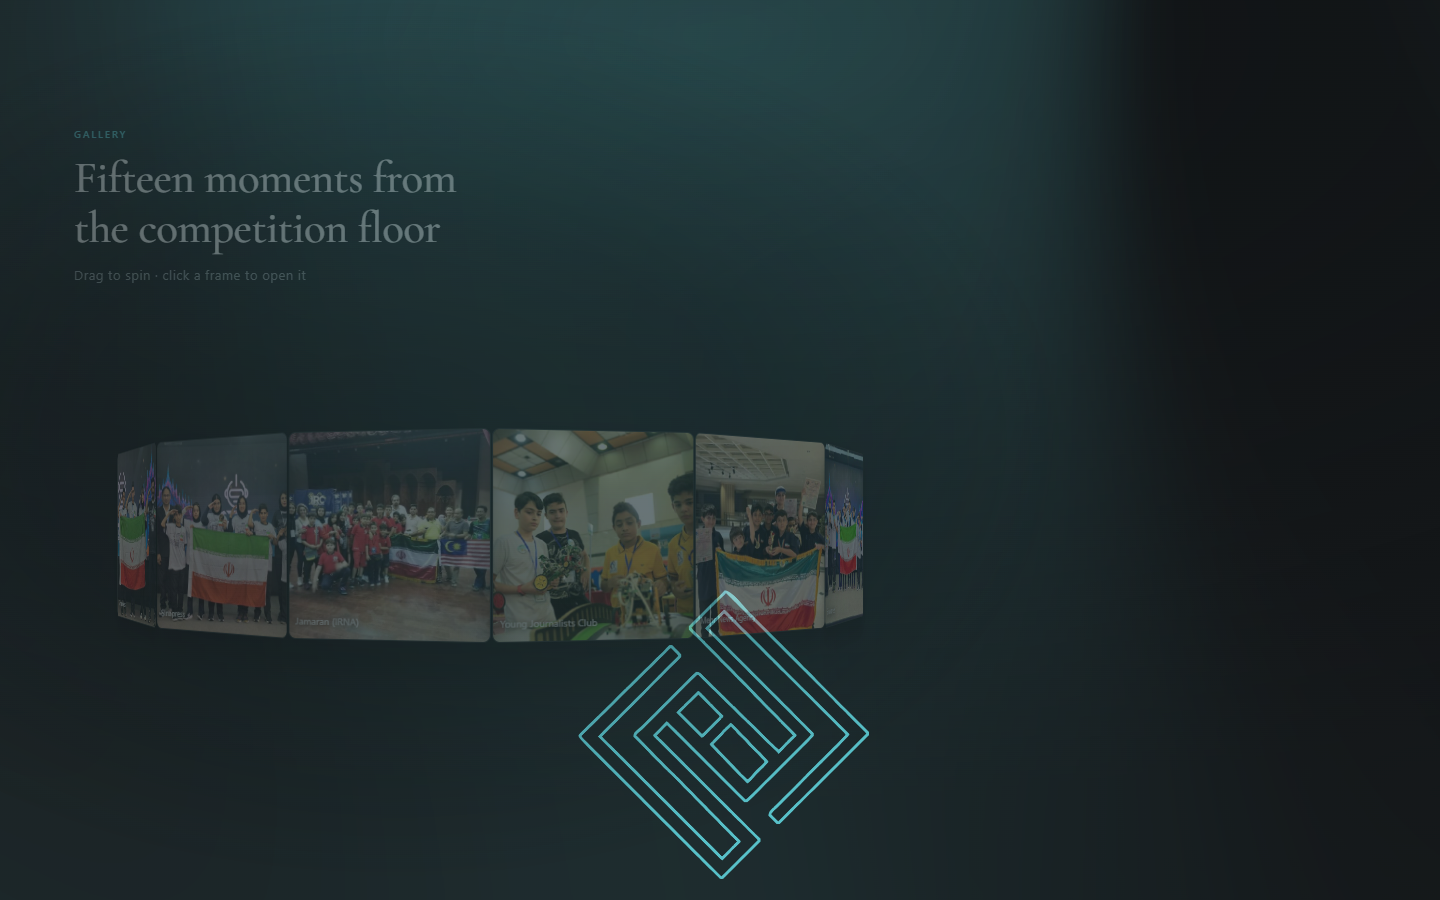 GALLERY
Fifteen moments from
the competition floor
Drag to spin · click a frame to open it
Jamaran (IRNA)
Young Journalists Club